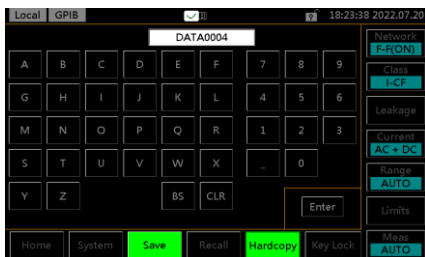 Local GPIB 18:23:38 2022.07.20
DATA0004
Network
F-F(ON)
A B C D E F 7 8 9
Class
I-CF
G H I J K L 4 5 6
Leakage
M N O P Q R 1 2 3
Current
AC + DC
S T U V W X _ 0
Range
AUTO
Y Z BS CLR
Enter
Limits
Home System Save Recall Hardcopy Key Lock
Meas
AUTO